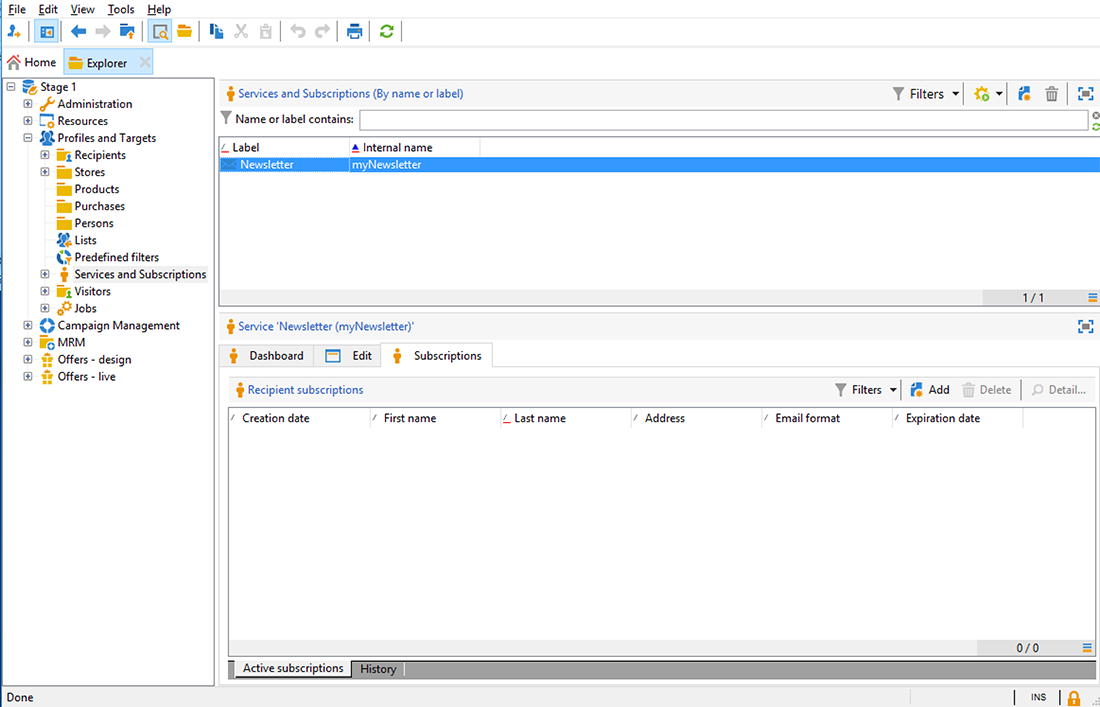 File Edit View Tools Help
Home Explorer
Stage 1
Administration
Resources
Profiles and Targets
Recipients
Stores
Products
Purchases
Persons
Lists
Predefined filters
Services and Subscriptions
Visitors
Jobs
Campaign Management
MRM
Offers - design
Offers - live
Services and Subscriptions (By name or label) Filters
Name or label contains:
Label Internal name
Newsletter myNewsletter
1 / 1
Service 'Newsletter (myNewsletter)'
Dashboard Edit Subscriptions
Recipient subscriptions Filters Add Delete Detail...
Creation date First name Last name Address Email format Expiration date
0 / 0
Active subscriptions History
Done INS